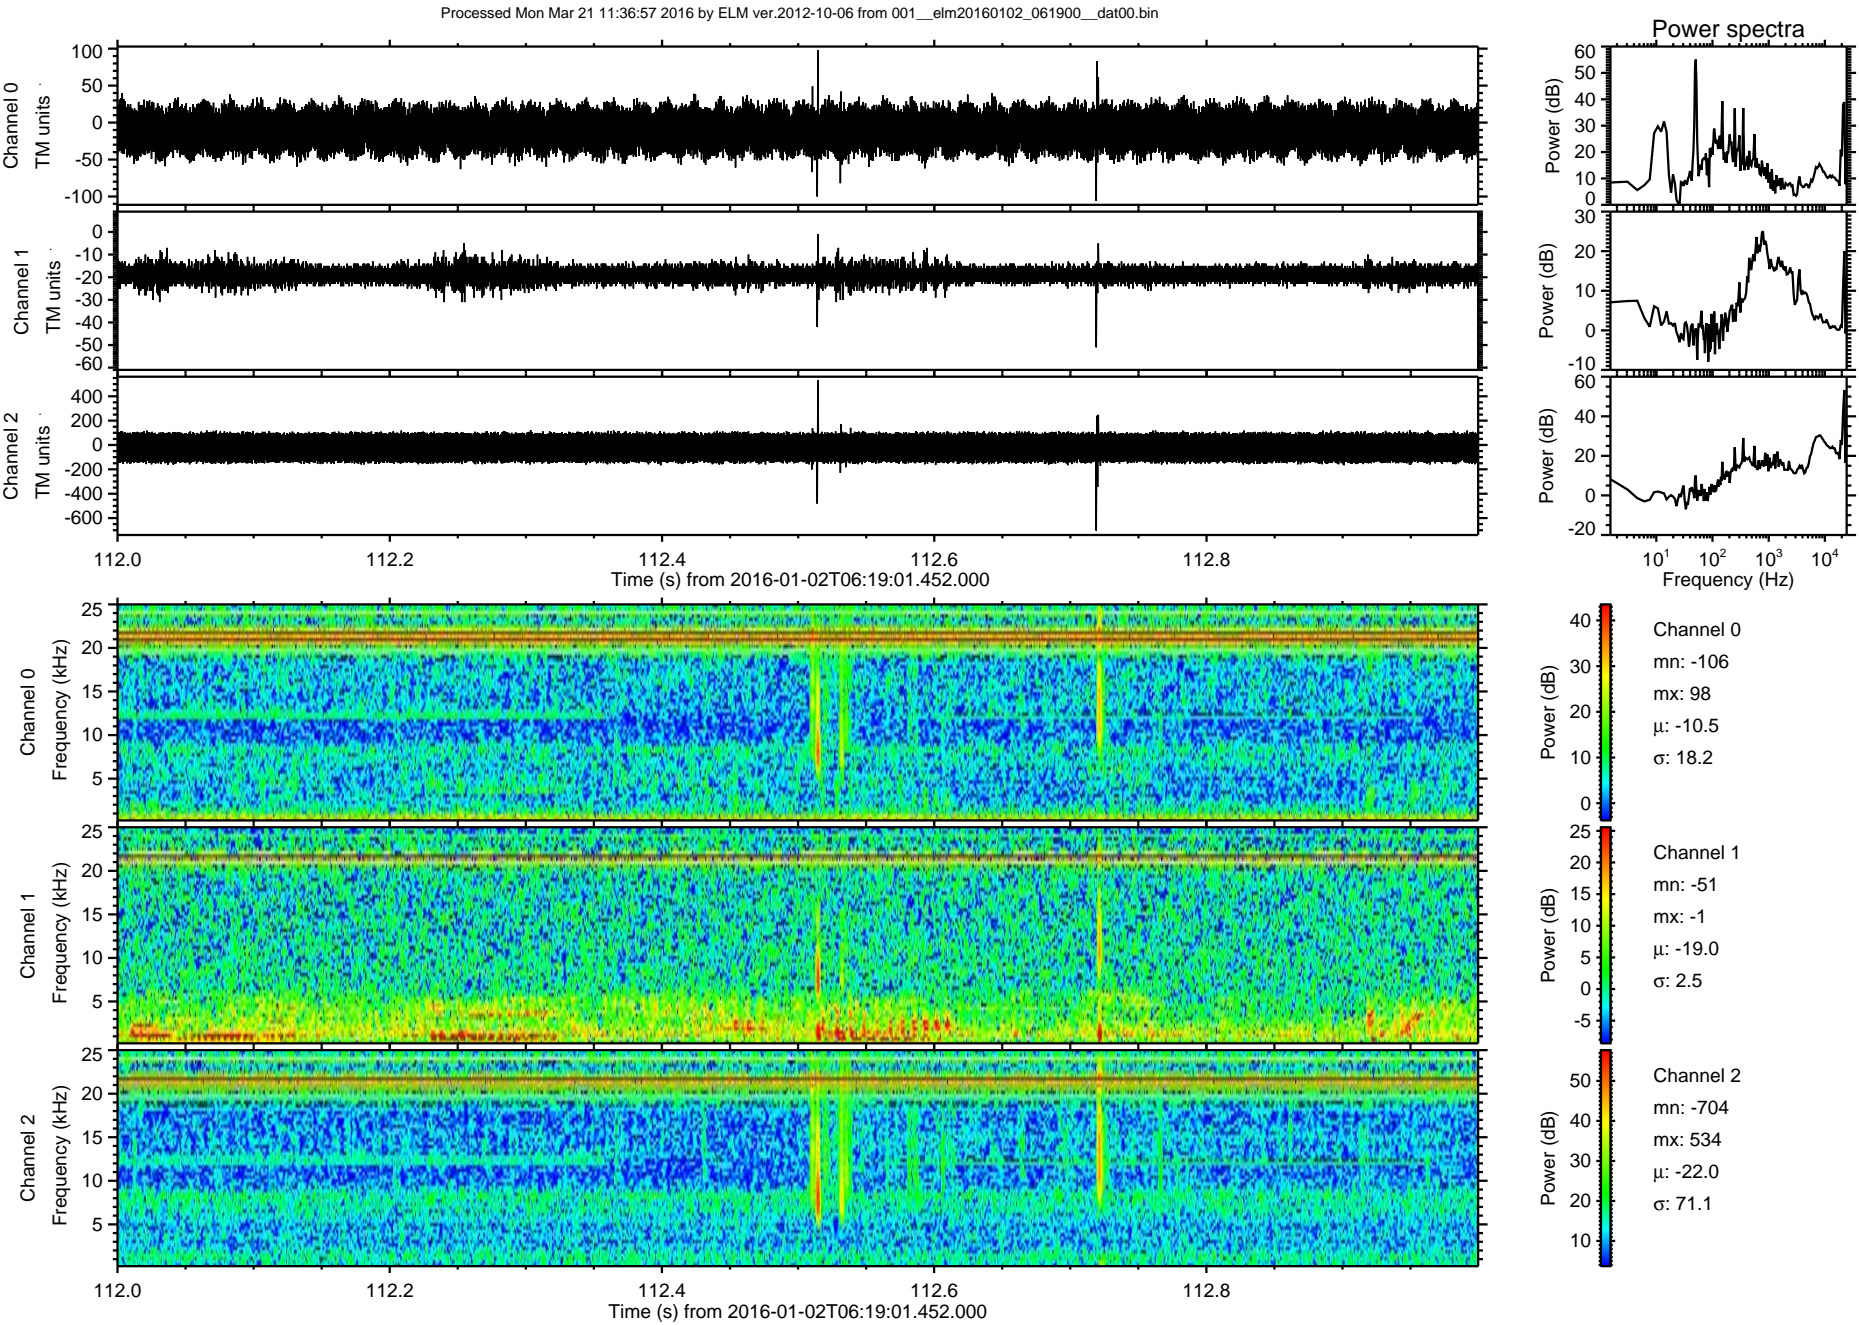 Processed Mon Mar 21 11:36:57 2016 by ELM ver.2012-10-06 from 001__elm20160102_061900__dat00.bin
Power spectra
Channel 0
TM units
100
50
0
-50
-100
Power (dB)
60
50
40
30
20
10
0
Channel 1
TM units
0
-10
-20
-30
-40
-50
-60
Power (dB)
30
20
10
0
-10
Channel 2
TM units
400
200
0
-200
-400
-600
Power (dB)
60
40
20
0
-20
112.0 112.2 112.4 112.6 112.8
Time (s) from 2016-01-02T06:19:01.452.000
10¹ 10² 10³ 10⁴
Frequency (Hz)
Channel 0
Frequency (kHz)
25
20
15
10
5
Power (dB)
40
30
20
10
0
Channel 0
mn: -106
mx: 98
μ: -10.5
σ: 18.2
Channel 1
Frequency (kHz)
25
20
15
10
5
Power (dB)
25
20
15
10
5
0
-5
Channel 1
mn: -51
mx: -1
μ: -19.0
σ: 2.5
Channel 2
Frequency (kHz)
25
20
15
10
5
Power (dB)
50
40
30
20
10
Channel 2
mn: -704
mx: 534
μ: -22.0
σ: 71.1
112.0 112.2 112.4 112.6 112.8
Time (s) from 2016-01-02T06:19:01.452.000